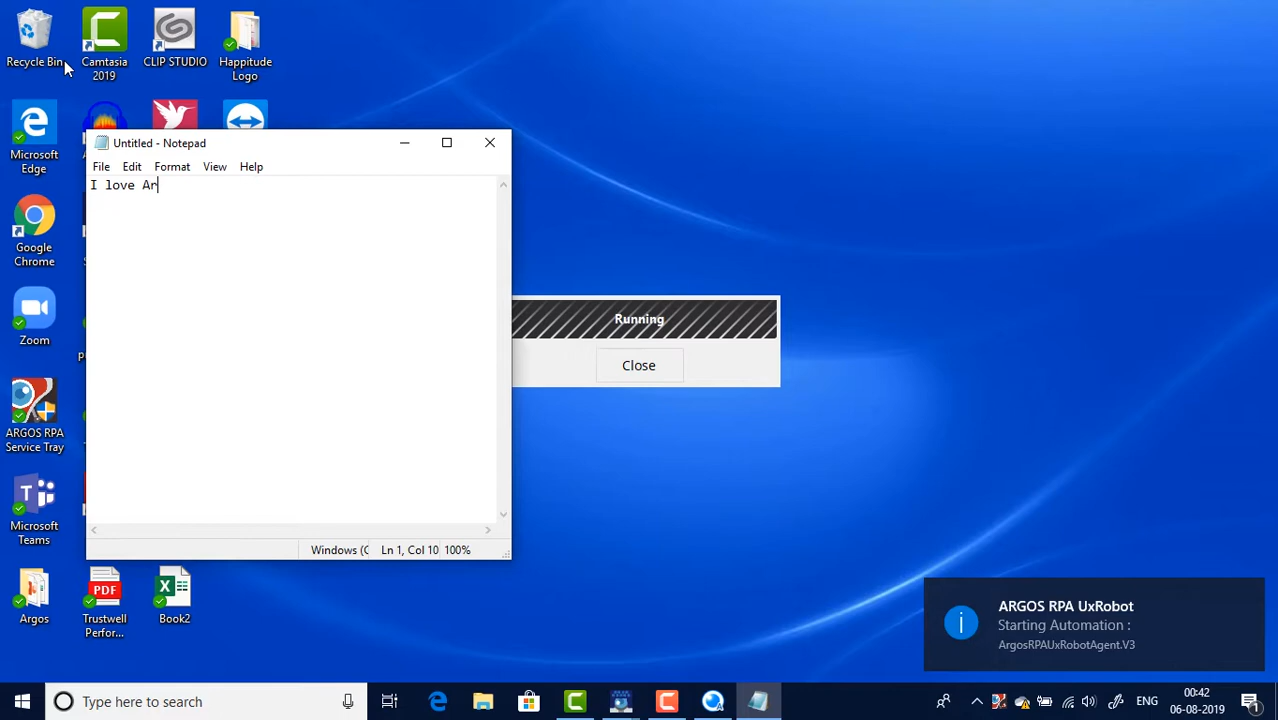 Recycle Bin
Camtasia
2019
CLIP STUDIO
Happitude
Logo
Microsoft
Edge
Untitled - Notepad
File Edit Format View Help
I love Ar
Google
Chrome
Zoom
Running
Close
ARGOS RPA
Service Tray
Microsoft
Teams
Windows (C
Ln 1, Col 10
100%
Argos
PDF
Trustwell
Perfor...
Book2
ARGOS RPA UxRobot
Starting Automation :
ArgosRPAUxRobotAgent.V3
Type here to search
ENG
00:42
06-08-2019
1